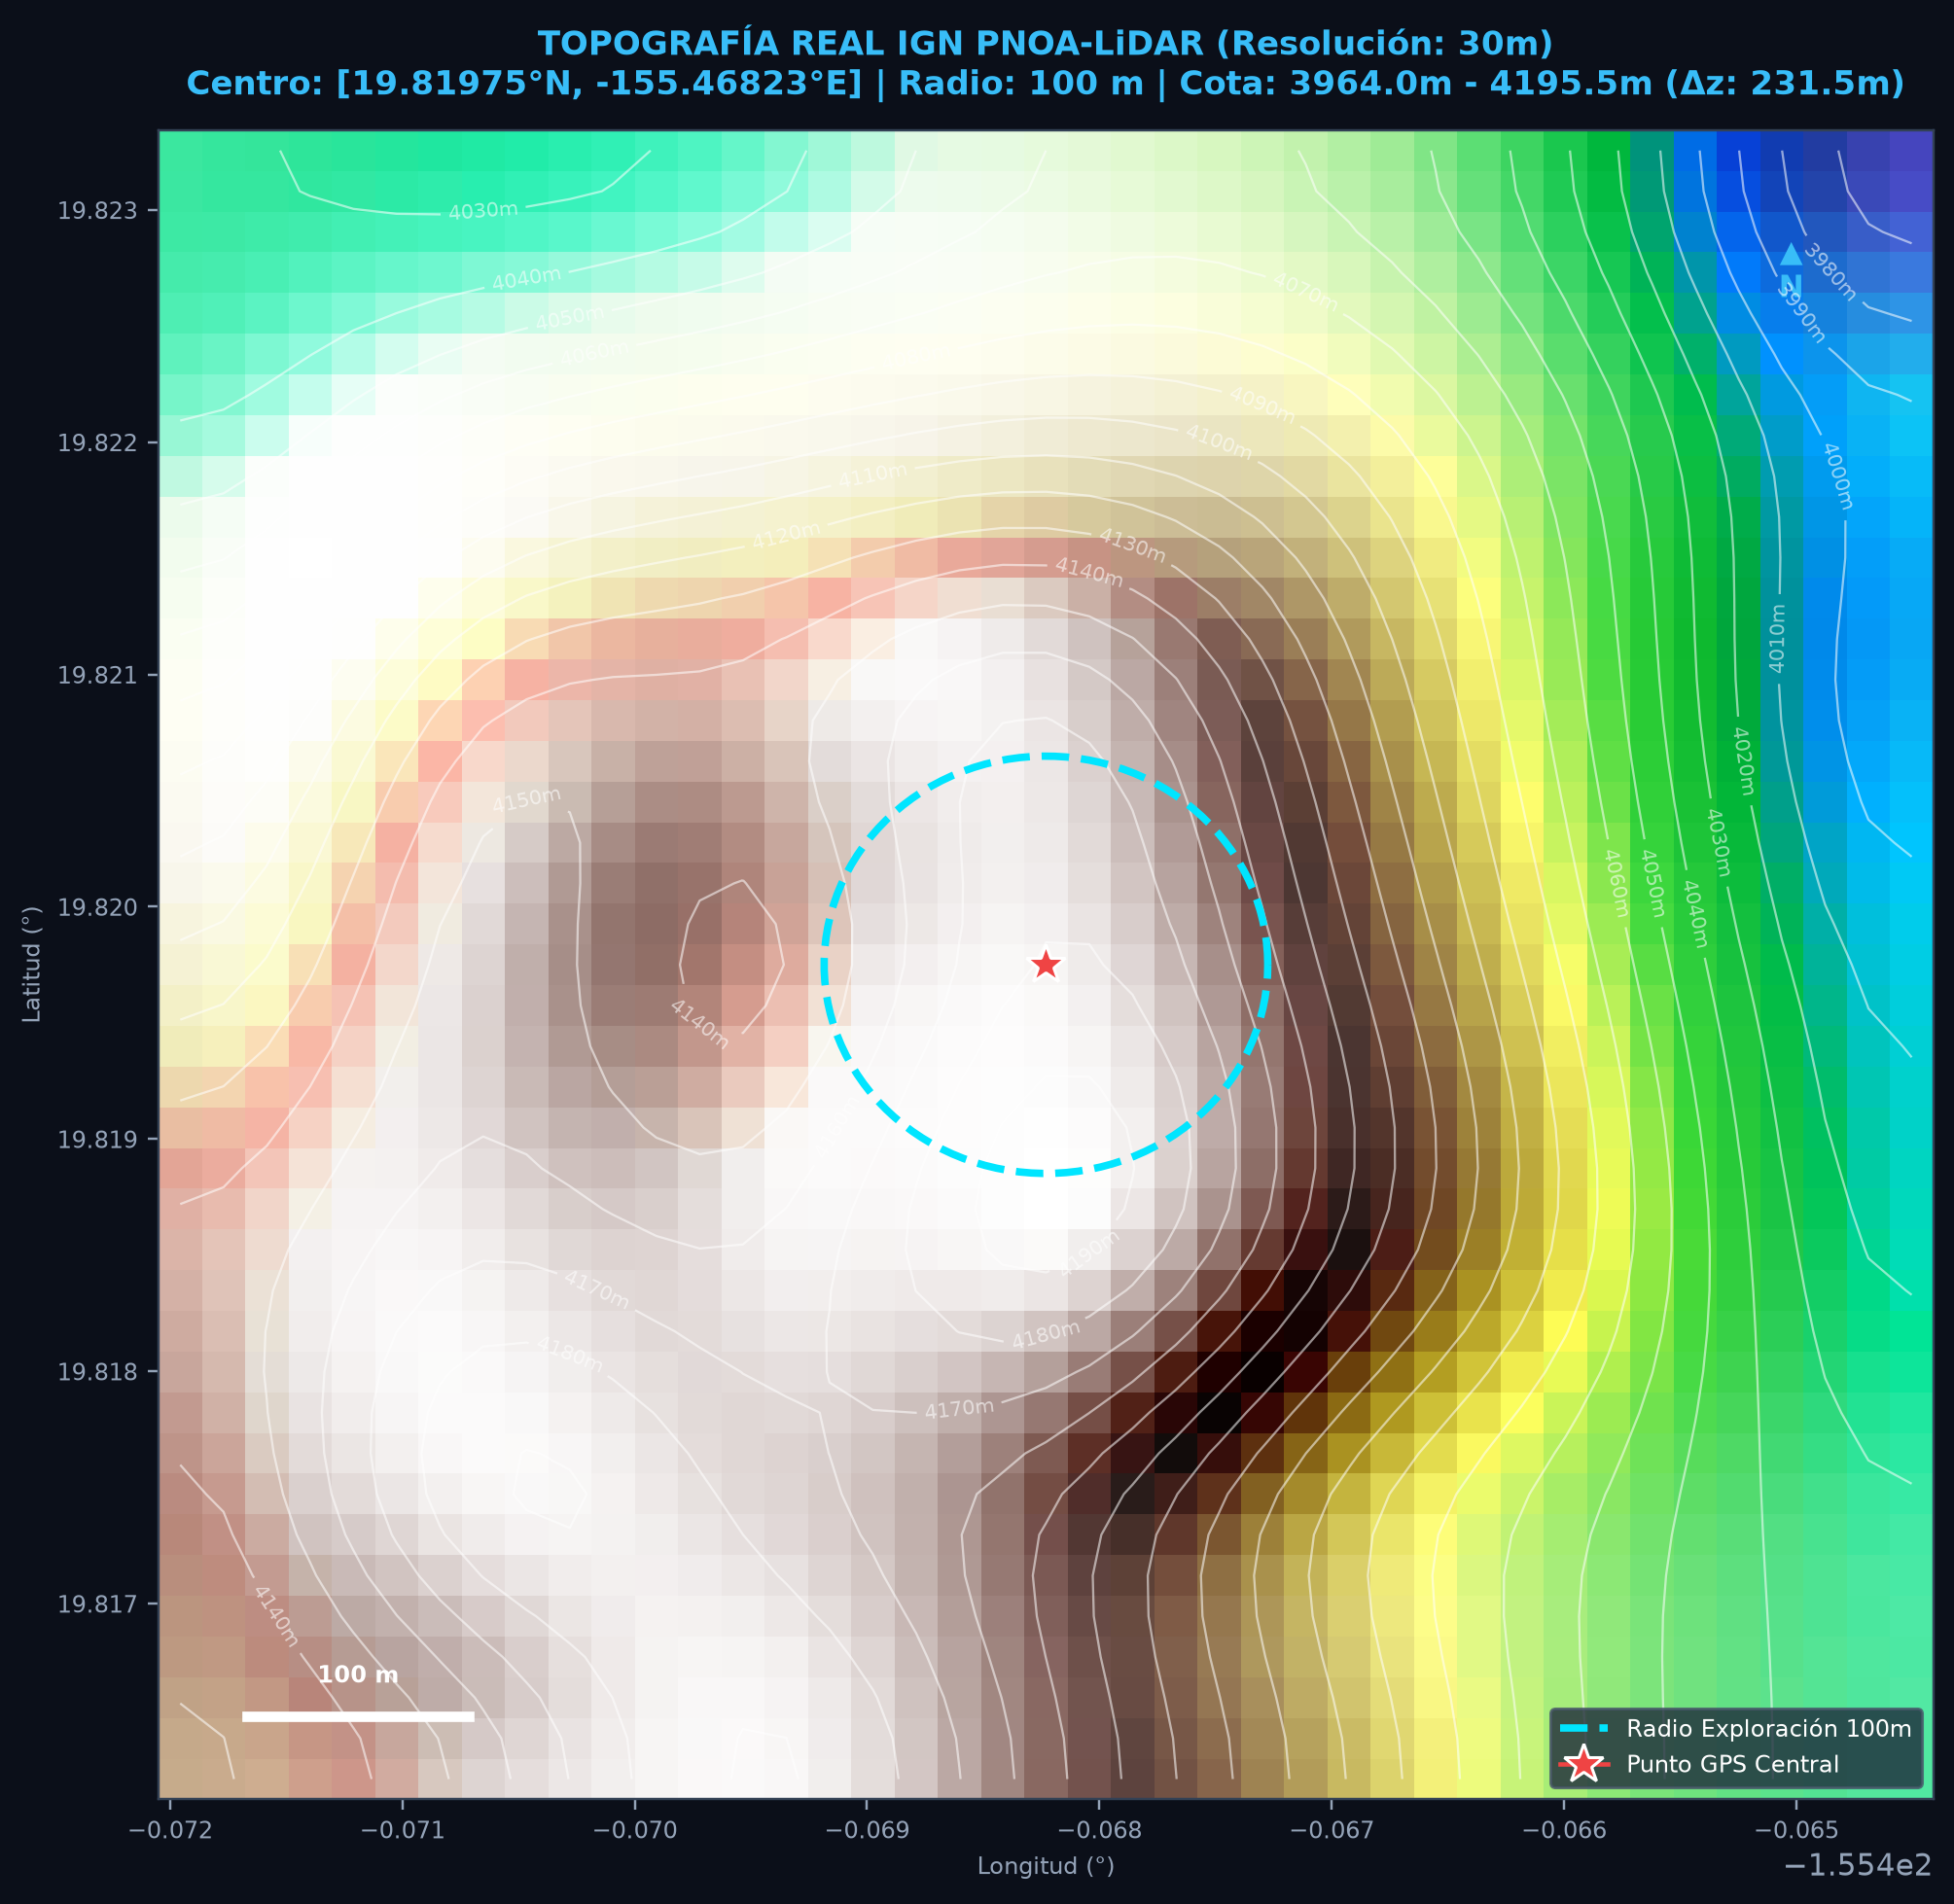 TOPOGRAFÍA REAL IGN PNOA-LiDAR (Resolución: 30m)
Centro: [19.81975°N, -155.46823°E] | Radio: 100 m | Cota: 3964.0m - 4195.5m (Δz: 231.5m)
19.823
19.822
19.821
19.820
19.819
19.818
19.817
Latitud (°)
4030m
4040m
4050m
4060m
4070m
4090m
4100m
4110m
4120m
4130m
4140m
3980m
3990m
N
4000m
4010m
4020m
4030m
4040m
4050m
4060m
4150m
4140m
4190m
4180m
4170m
4170m
4180m
4140m
100 m
Radio Exploración 100m
Punto GPS Central
−0.072
−0.071
−0.070
−0.069
−0.068
−0.067
−0.066
−0.065
Longitud (°)
−1.554e2